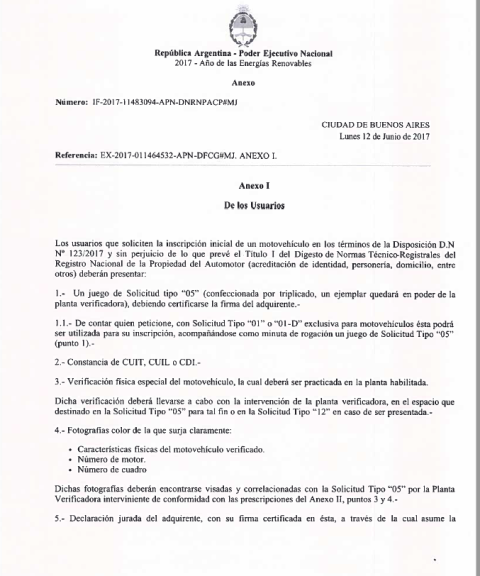 República Argentina - Poder Ejecutivo Nacional
2017 - Año de las Energías Renovables
Anexo
Número: IF-2017-11483094-APN-DNRNPACP#MJ
CIUDAD DE BUENOS AIRES
Lunes 12 de Junio de 2017
Referencia: EX-2017-011464532-APN-DFCG#MJ. ANEXO I.
Anexo I
De los Usuarios
Los usuarios que soliciten la inscripción inicial de un motovehículo en los términos de la Disposición D.N
N° 123/2017 y sin perjuicio de lo que prevé el Título I del Digesto de Normas Técnico-Registrales del
Registro Nacional de la Propiedad del Automotor (acreditación de identidad, personería, domicilio, entre
otros) deberán presentar:
1.- Un juego de Solicitud tipo "05" (confeccionada por triplicado, un ejemplar quedará en poder de la
planta verificadora), debiendo certificarse la firma del adquirente.-
1.1.- De contar quien peticione, con Solicitud Tipo "01" o "01-D" exclusiva para motovehículos ésta podrá
ser utilizada para su inscripción, acompañándose como minuta de rogación un juego de Solicitud Tipo "05"
(punto 1).-
2.- Constancia de CUIT, CUIL o CDI.-
3.- Verificación física especial del motovehículo, la cual deberá ser practicada en la planta habilitada.
Dicha verificación deberá llevarse a cabo con la intervención de la planta verificadora, en el espacio que
destinado en la Solicitud Tipo "05" para tal fin o en la Solicitud Tipo "12" en caso de ser presentada.-
4.- Fotografías color de la que surja claramente:
• Características físicas del motovehículo verificado.
• Número de motor.
• Número de cuadro
Dichas fotografías deberán encontrarse visadas y correlacionadas con la Solicitud Tipo "05" por la Planta
Verificadora interviniente de conformidad con las prescripciones del Anexo II, puntos 3 y 4.-
5.- Declaración jurada del adquirente, con su firma certificada en ésta, a través de la cual asume la